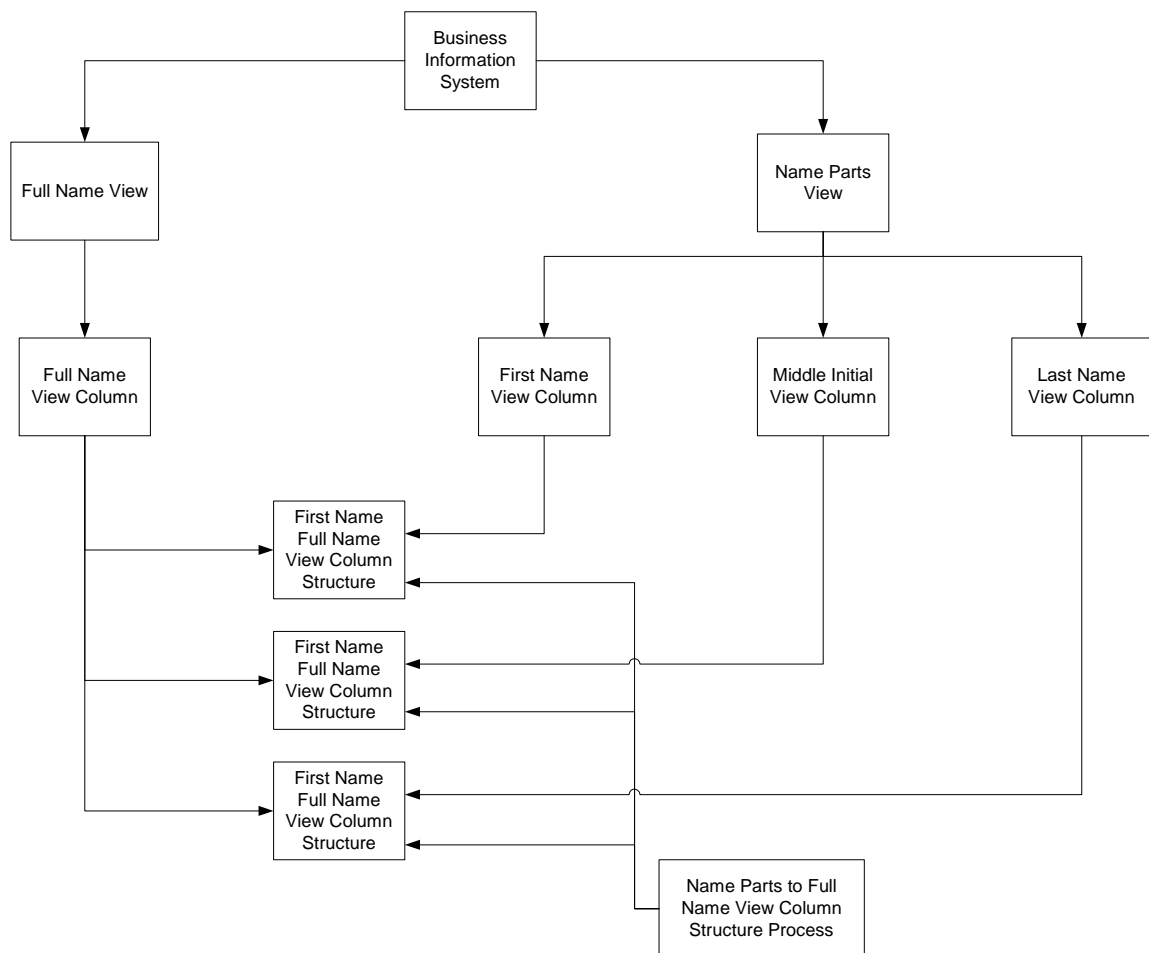 Business
Information
System
Full Name View
Name Parts
View
Full Name
View Column
First Name
View Column
Middle Initial
View Column
Last Name
View Column
First Name
Full Name
View Column
Structure
First Name
Full Name
View Column
Structure
First Name
Full Name
View Column
Structure
Name Parts to Full
Name View Column
Structure Process